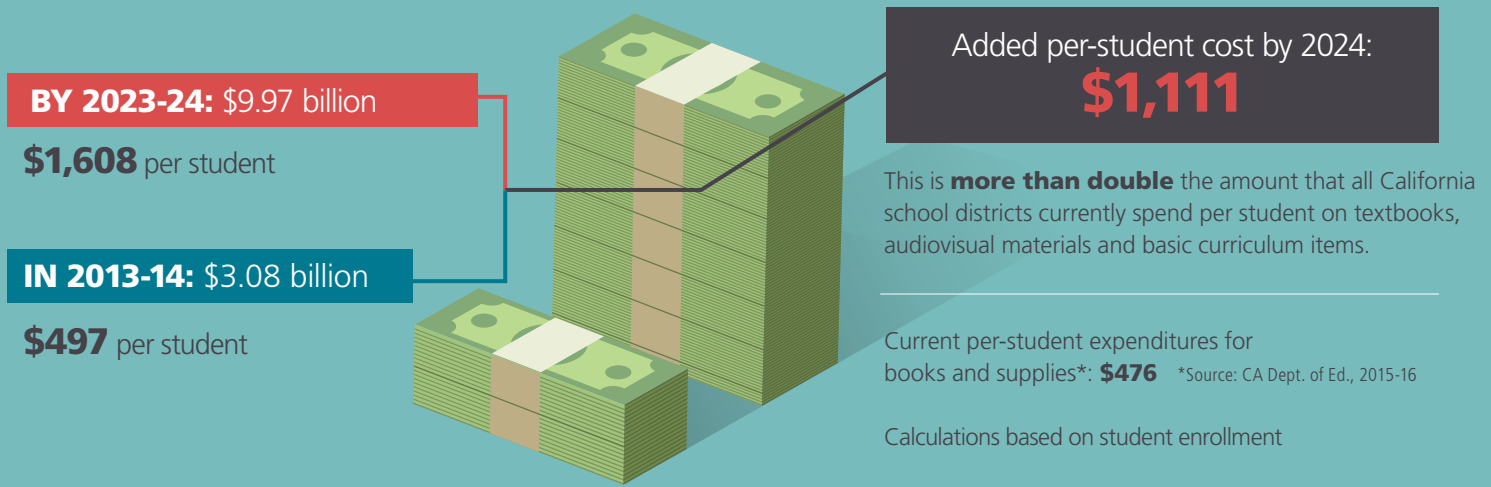 BY 2023-24: $9.97 billion
$1,608 per student
IN 2013-14: $3.08 billion
$497 per student
Added per-student cost by 2024:
$1,111
This is more than double the amount that all California
school districts currently spend per student on textbooks,
audiovisual materials and basic curriculum items.
Current per-student expenditures for
books and supplies*: $476 *Source: CA Dept. of Ed., 2015-16
Calculations based on student enrollment